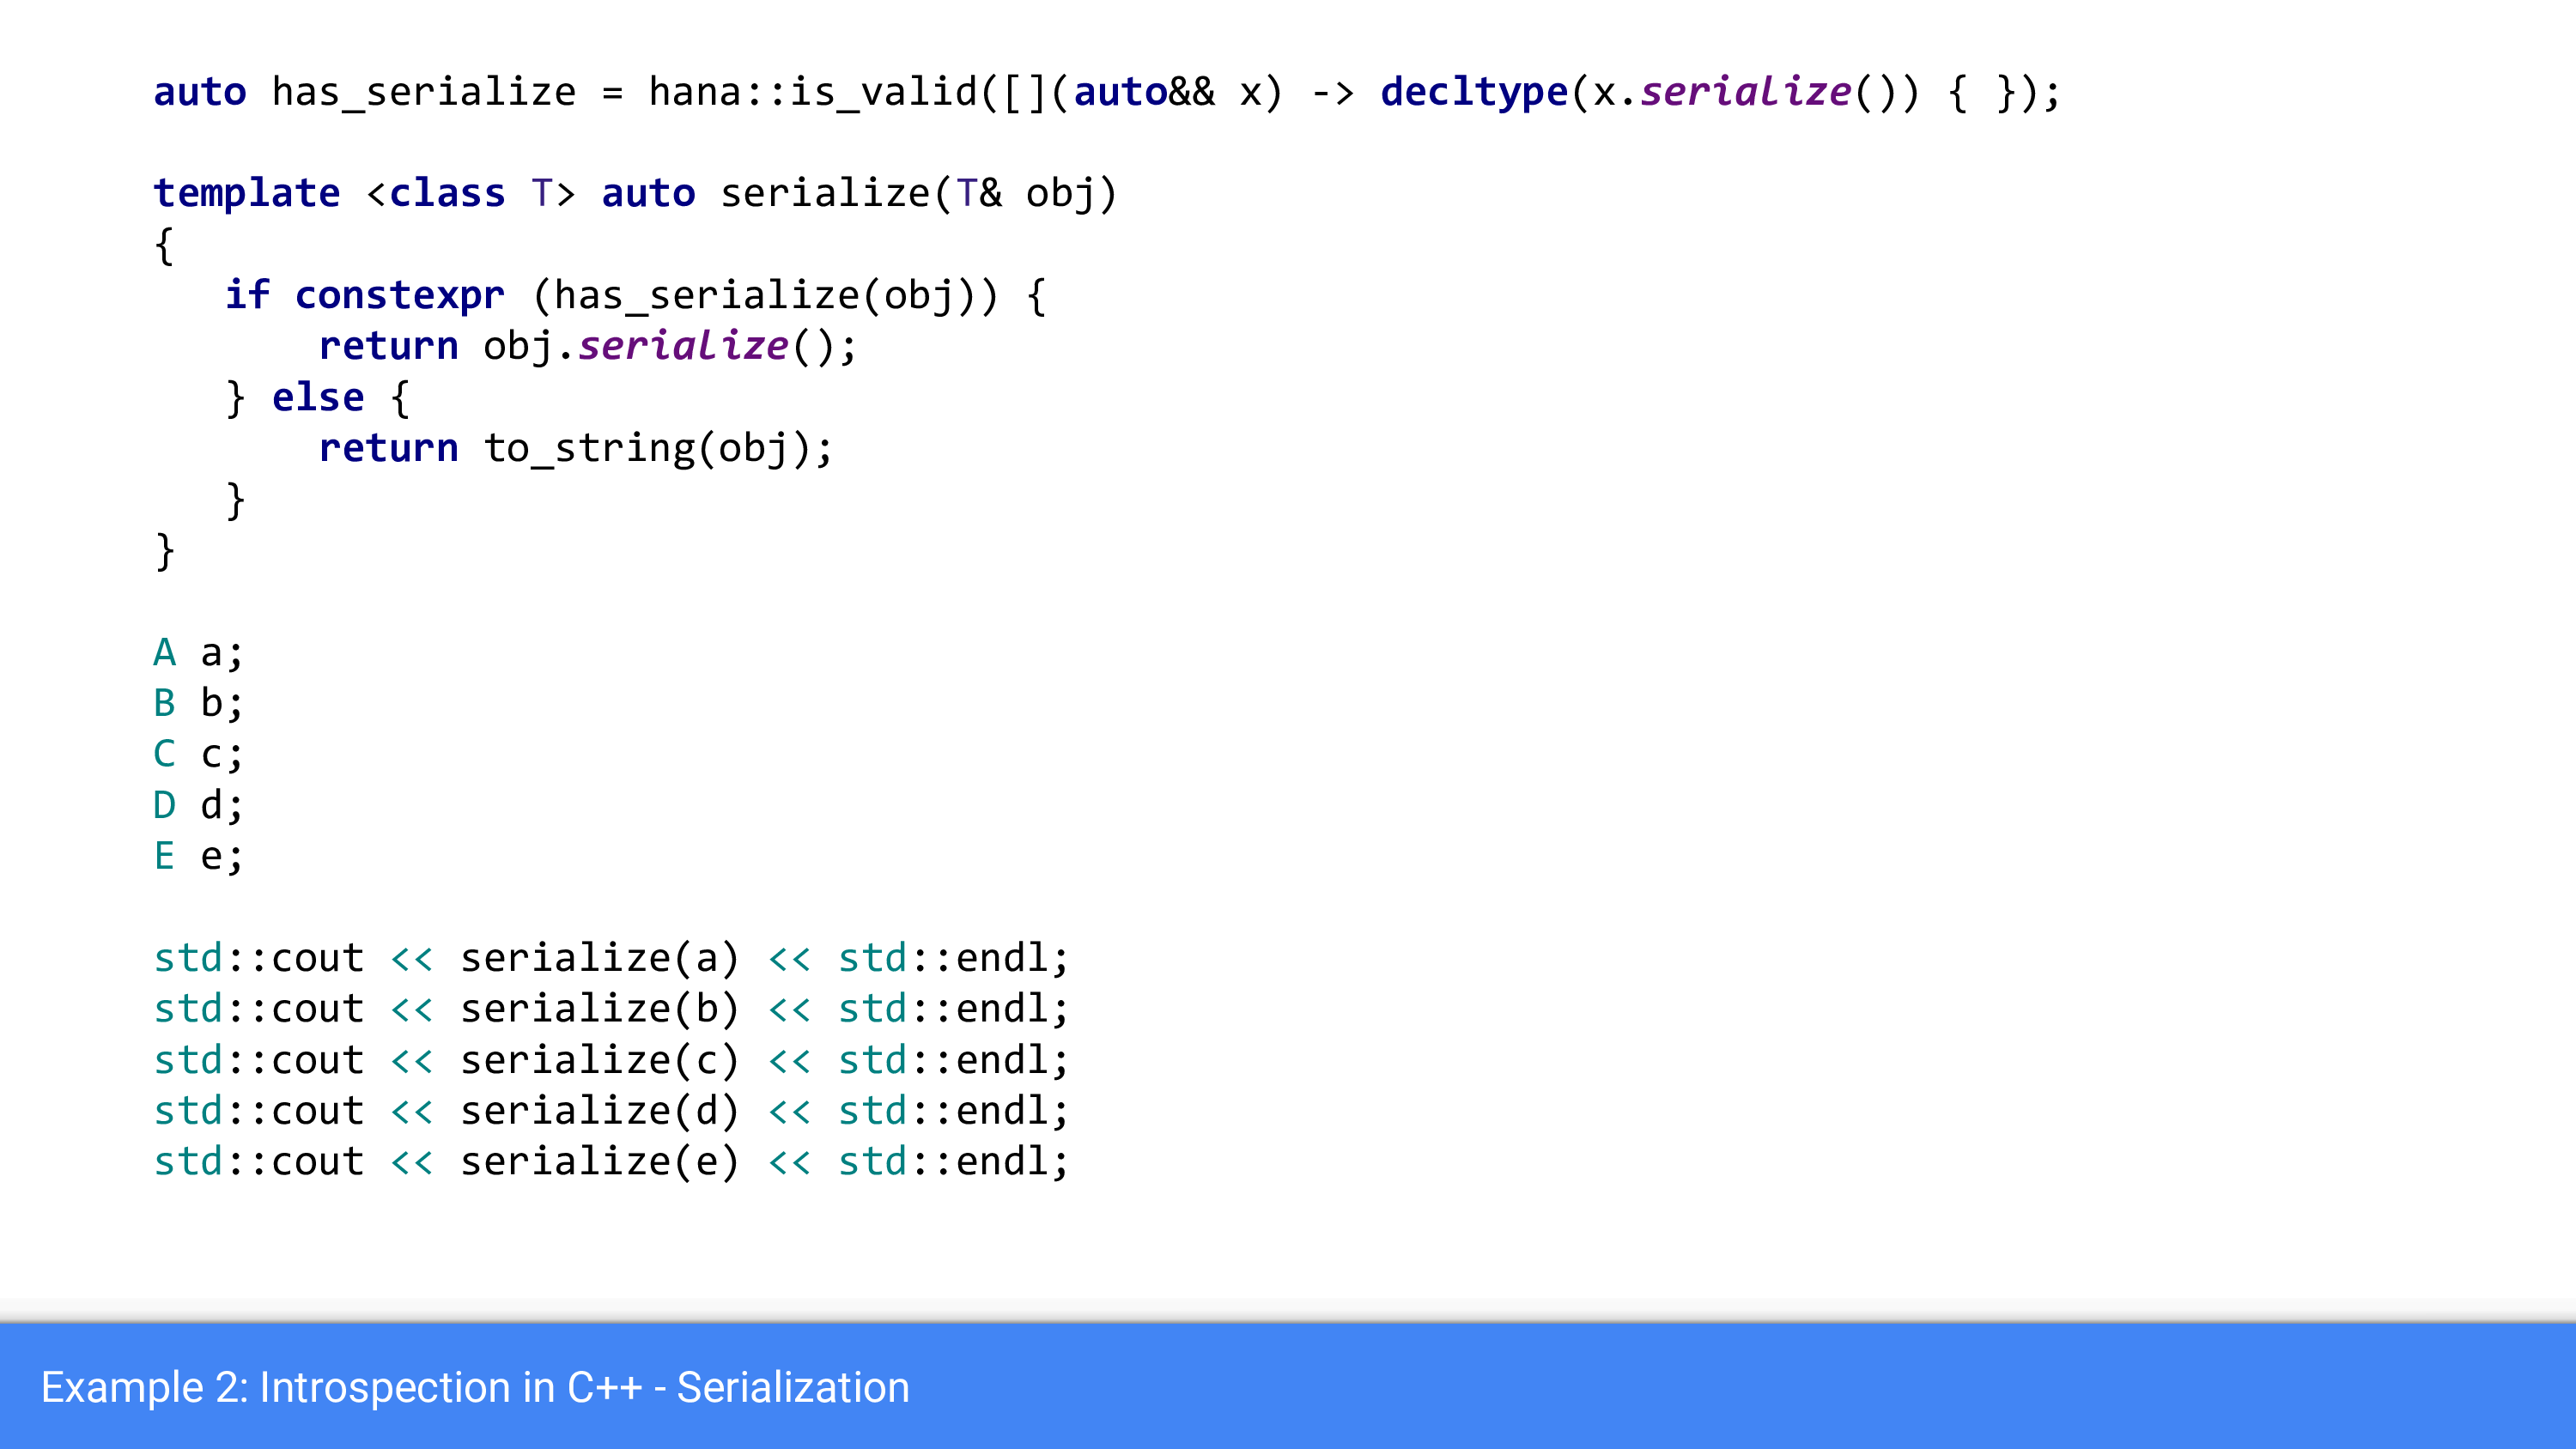 auto has_serialize = hana::is_valid([](auto&& x) -> decltype(x.serialize()) { });
template <class T> auto serialize(T& obj)
{
if constexpr (has_serialize(obj)) {
return obj.serialize();
} else {
return to_string(obj);
}
}
A a;
B b;
C c;
D d;
E e;
std::cout << serialize(a) << std::endl;
std::cout << serialize(b) << std::endl;
std::cout << serialize(c) << std::endl;
std::cout << serialize(d) << std::endl;
std::cout << serialize(e) << std::endl;
Example 2: Introspection in C++ - Serialization